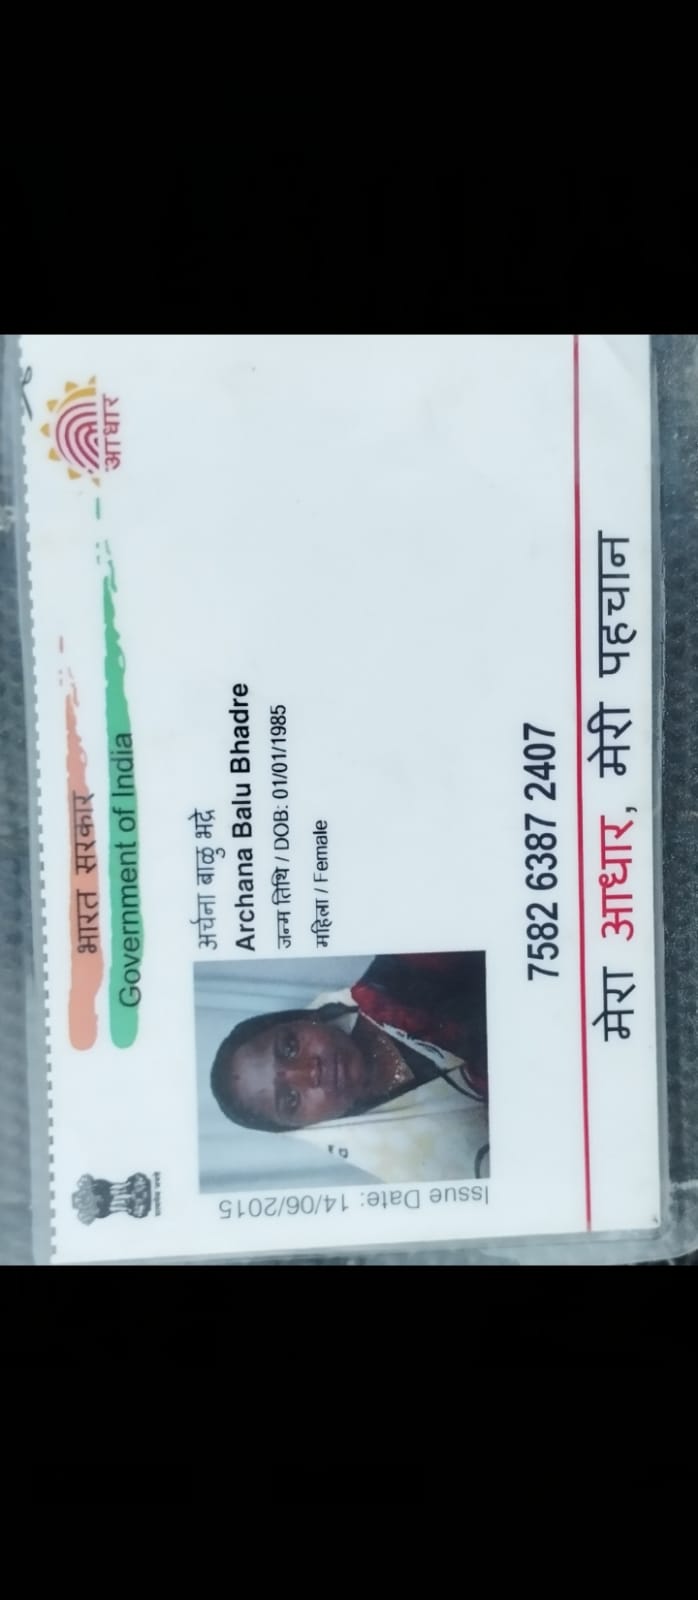 भारत सरकार
Government of India
आधार
अर्चना बाळु भद्रे
Archana Balu Bhadre
जन्म तिथि / DOB: 01/01/1985
महिला / Female
Issue Date: 14/06/2015
7582 6387 2407
मेरा आधार, मेरी पहचान